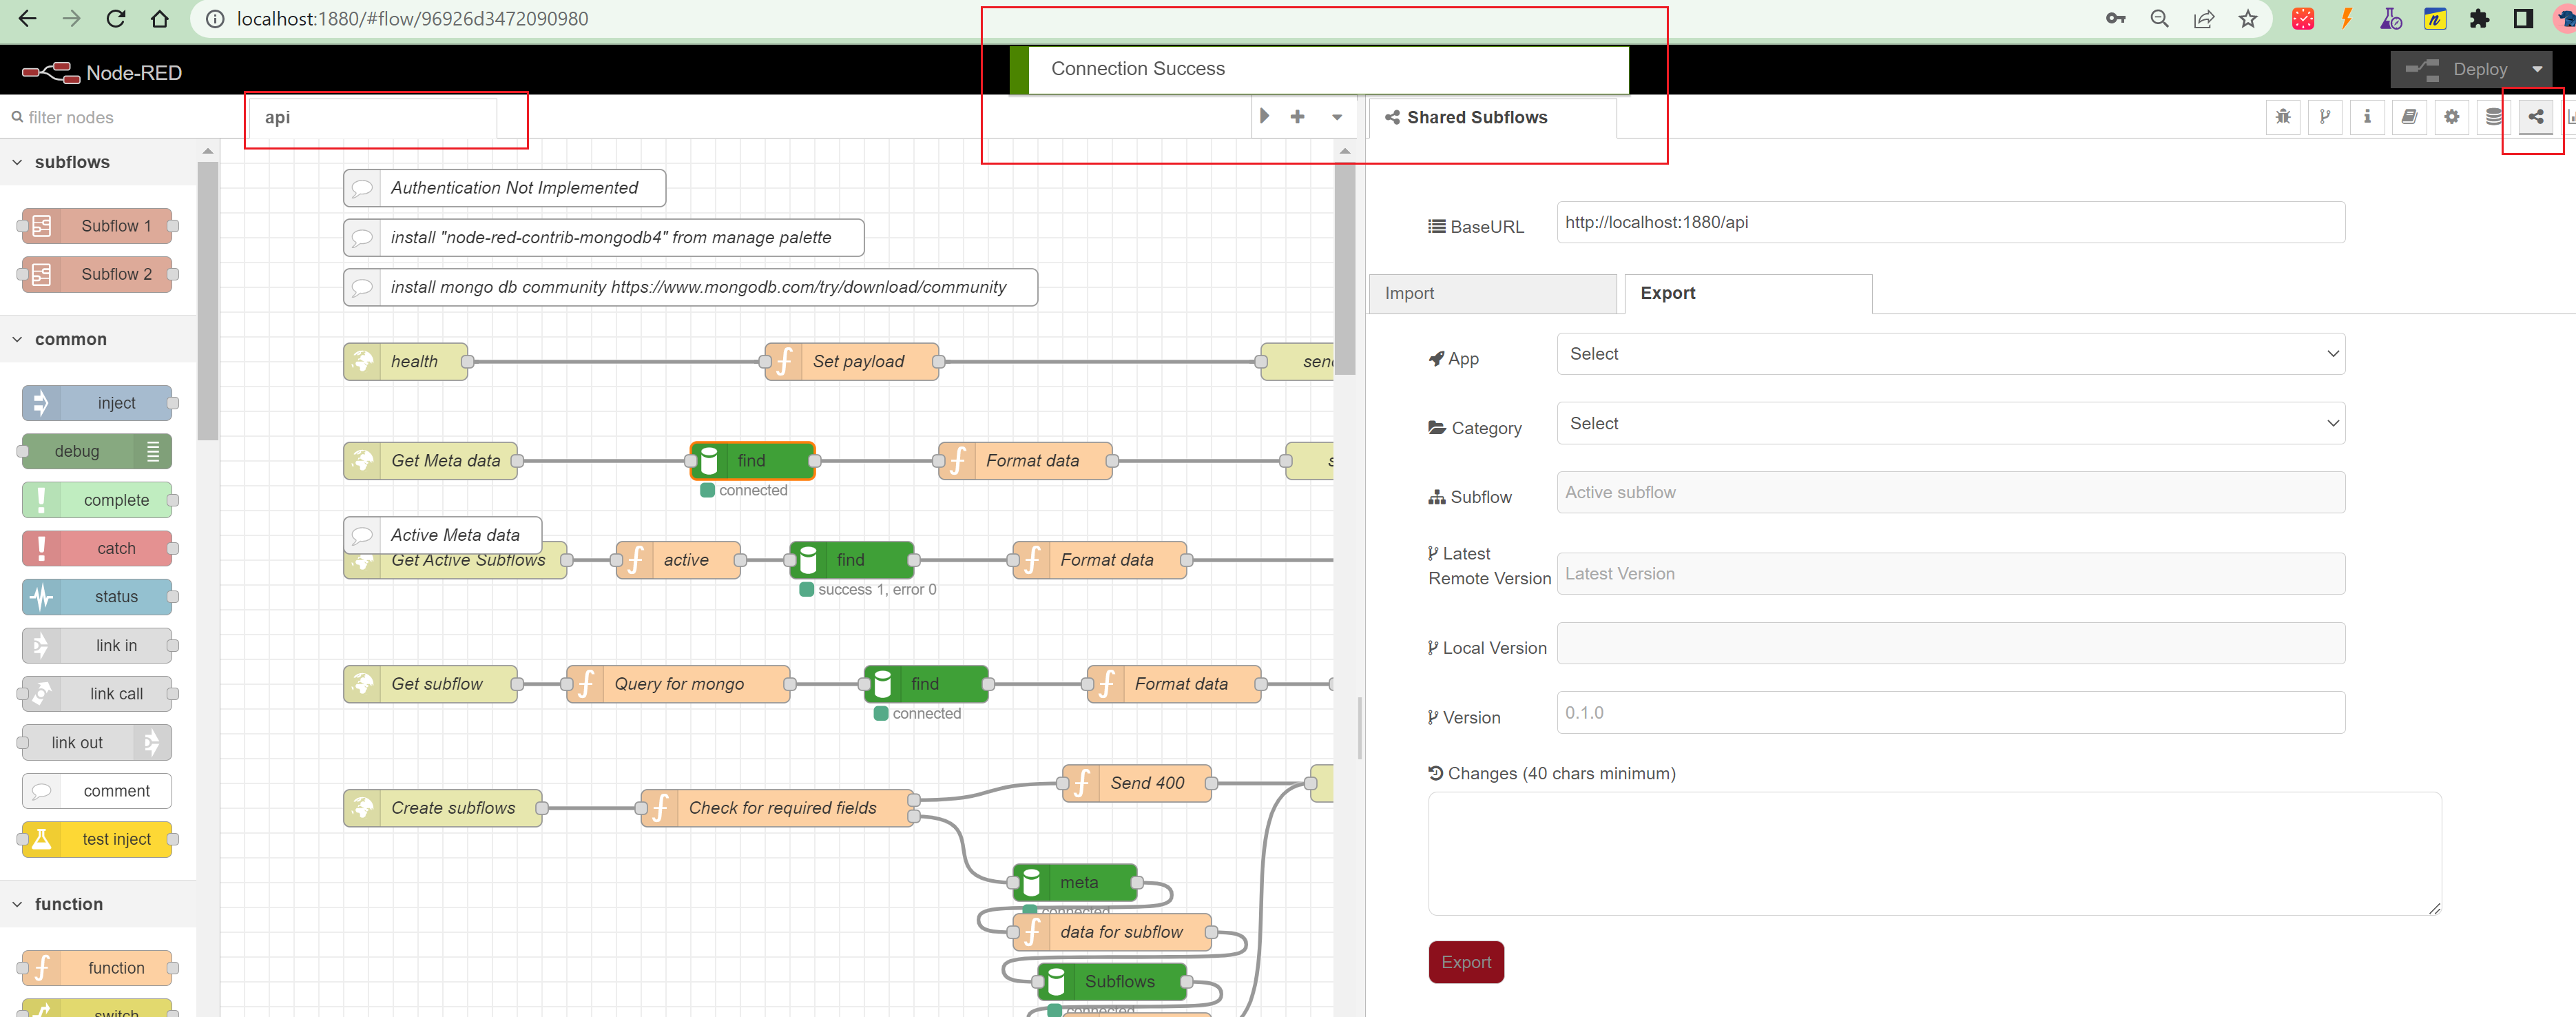 localhost:1880/#flow/96926d3472090980
Node-RED
Connection Success
Deploy
filter nodes
api
Shared Subflows
subflows
Subflow 1
Subflow 2
common
inject
debug
complete
catch
status
link in
link call
link out
comment
test inject
function
function
switch
Authentication Not Implemented
install "node-red-contrib-mongodb4" from manage palette
install mongo db community https://www.mongodb.com/try/download/community
health
Set payload
Get Meta data
find
Format data
connected
Active Meta data
Get Active Subflows
active
find
Format data
success 1, error 0
Get subflow
Query for mongo
find
Format data
connected
Create subflows
Check for required fields
Send 400
meta
connected
data for subflow
Subflows
connected
BaseURL
http://localhost:1880/api
Import
Export
App
Select
Category
Select
Subflow
Active subflow
Latest
Remote Version
Latest Version
Local Version
Version
0.1.0
Changes (40 chars minimum)
Export